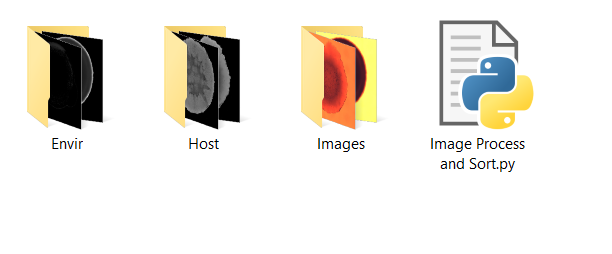 Envir
Host
Images
Image Process
and Sort.py